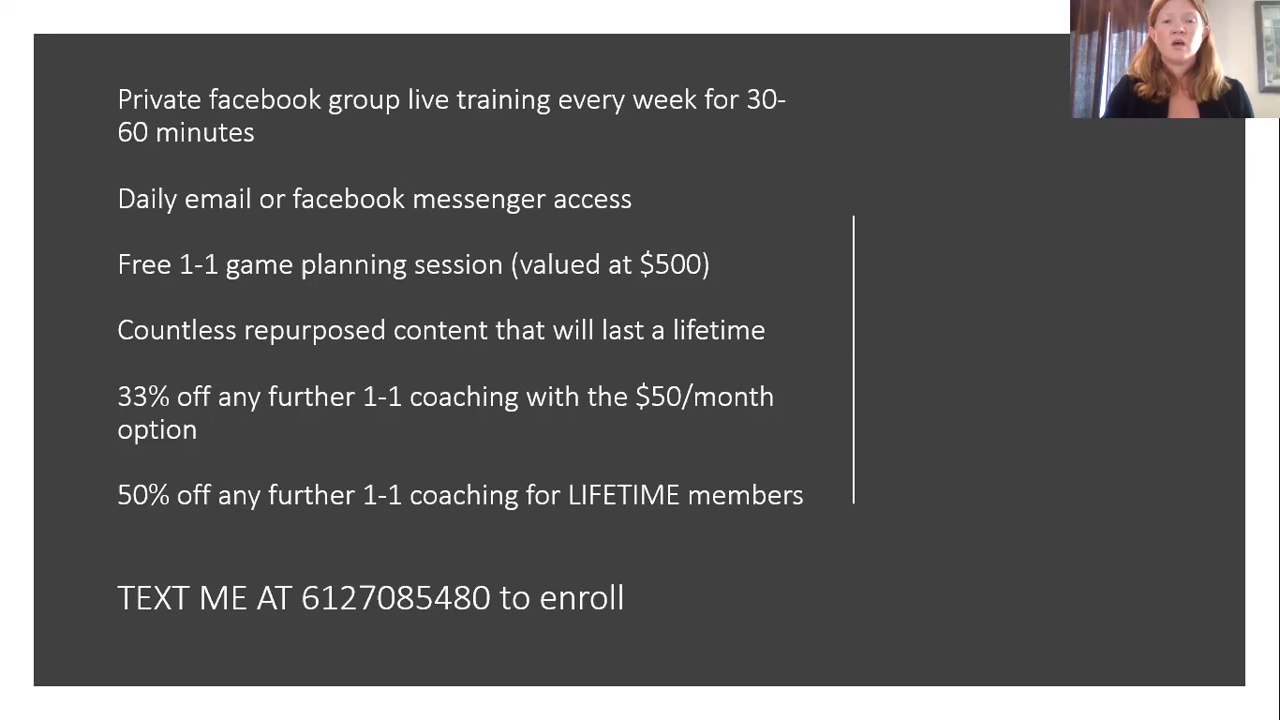 Private facebook group live training every week for 30-
60 minutes
Daily email or facebook messenger access
Free 1-1 game planning session (valued at $500)
Countless repurposed content that will last a lifetime
33% off any further 1-1 coaching with the $50/month
option
50% off any further 1-1 coaching for LIFETIME members
TEXT ME AT 6127085480 to enroll